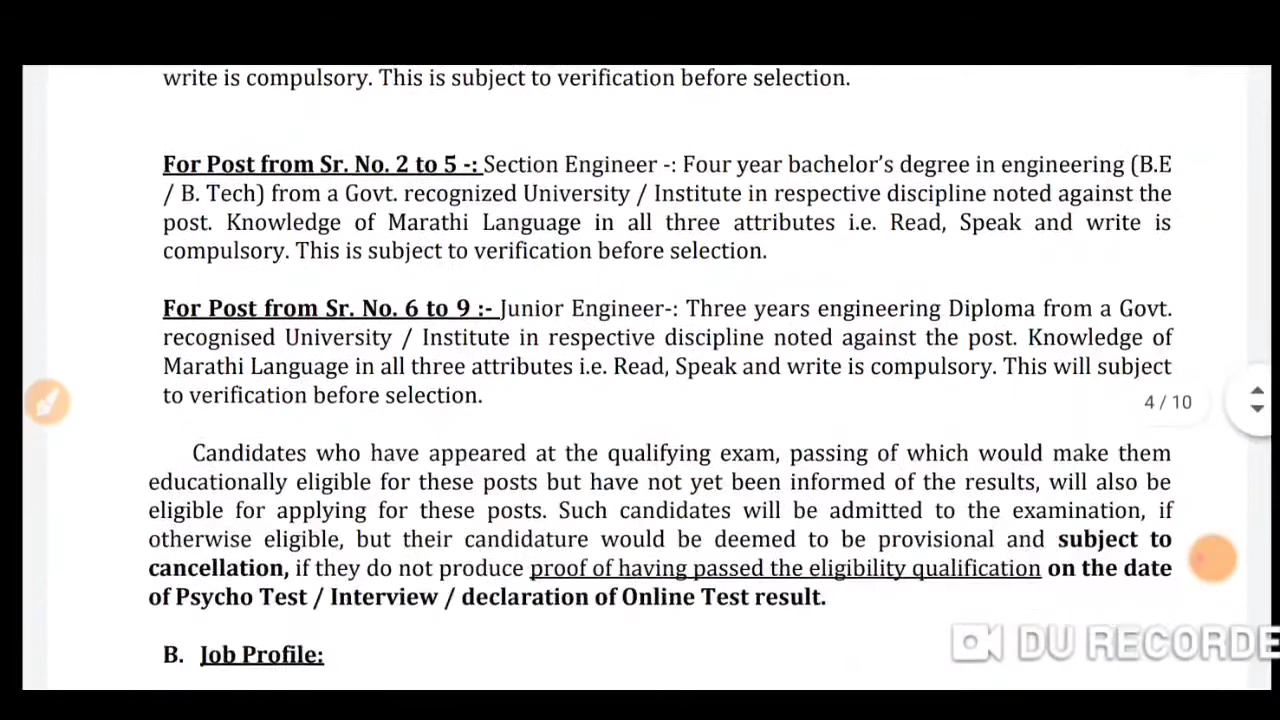 write is compulsory. This is subject to verification before selection.
For Post from Sr. No. 2 to 5 -: Section Engineer -: Four year bachelor’s degree in engineering (B.E
/ B. Tech) from a Govt. recognized University / Institute in respective discipline noted against the
post. Knowledge of Marathi Language in all three attributes i.e. Read, Speak and write is
compulsory. This is subject to verification before selection.
For Post from Sr. No. 6 to 9 :- Junior Engineer-: Three years engineering Diploma from a Govt.
recognised University / Institute in respective discipline noted against the post. Knowledge of
Marathi Language in all three attributes i.e. Read, Speak and write is compulsory. This will subject
to verification before selection.
4 / 10
Candidates who have appeared at the qualifying exam, passing of which would make them
educationally eligible for these posts but have not yet been informed of the results, will also be
eligible for applying for these posts. Such candidates will be admitted to the examination, if
otherwise eligible, but their candidature would be deemed to be provisional and subject to
cancellation, if they do not produce proof of having passed the eligibility qualification on the date
of Psycho Test / Interview / declaration of Online Test result.
DU RECORDE
B. Job Profile: